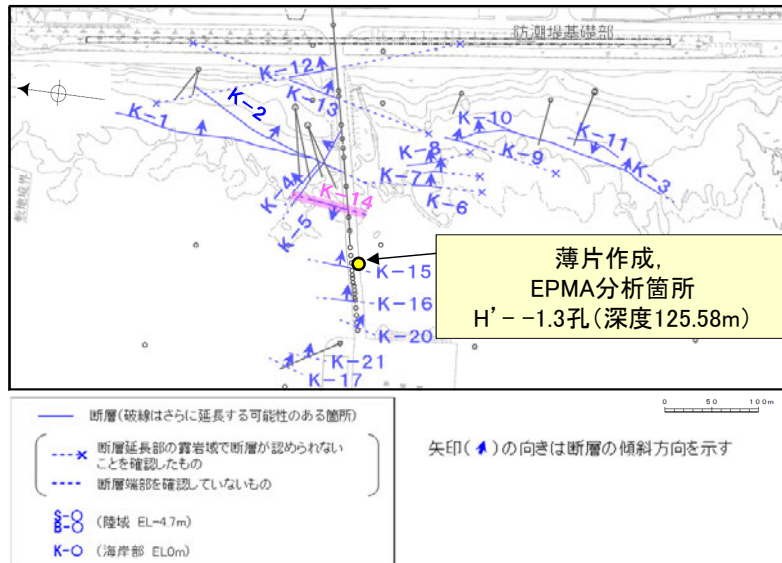 防潮堤基礎部
K-12
K-13
K-2
K-1
K-10
K-11
K-8
K-9
K-7
K-3
K-4
K-14
K-6
K-5
敷地境界
K-15
K-16
K-20
K-21
K-17
薄片作成,
EPMA分析箇所
H’- -1.3孔(深度125.58m)
0 50 100m
断層(破線はさらに延長する可能性のある箇所)
断層延長部の露岩域で断層が認められない
ことを確認したもの
断層端部を確認していないもの
S-○
B-○
(陸域 EL-4.7m)
K-○ (海岸部 EL0m)
矢印( )の向きは断層の傾斜方向を示す